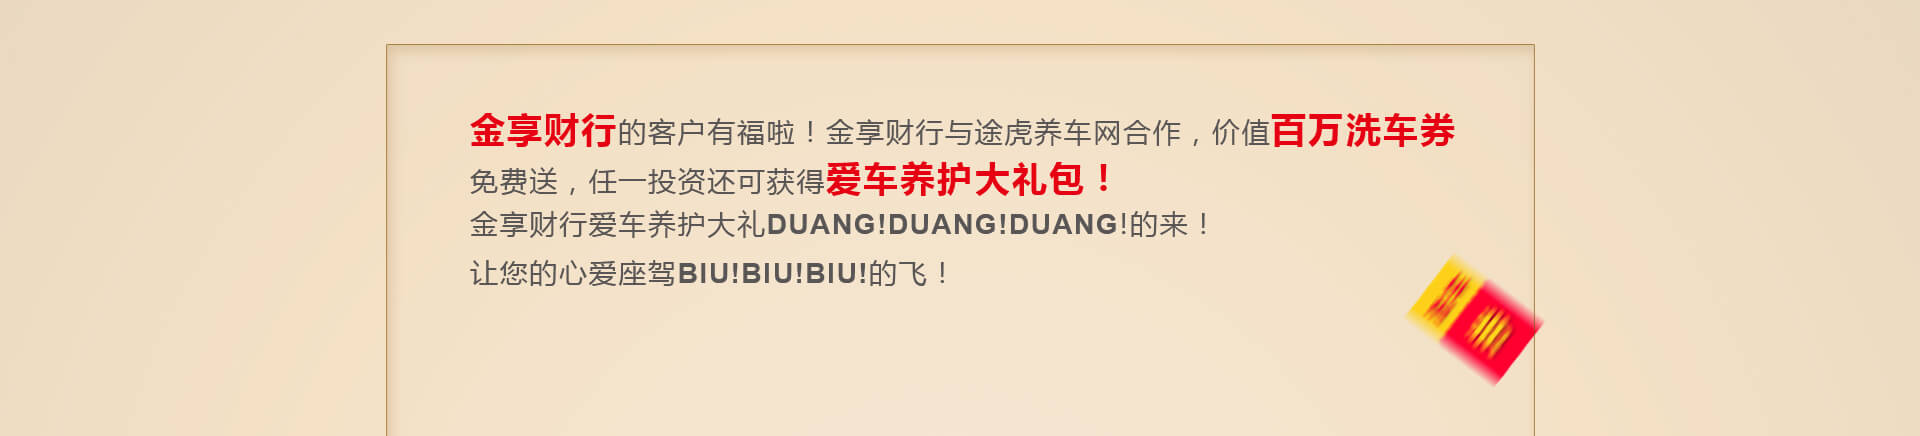 金享财行的客户有福啦！金享财行与途虎养车网合作，价值百万洗车券
免费送，任一投资还可获得爱车养护大礼包！
金享财行爱车养护大礼DUANG!DUANG!DUANG!的来！
让您的心爱座驾BIU!BIU!BIU!的飞！